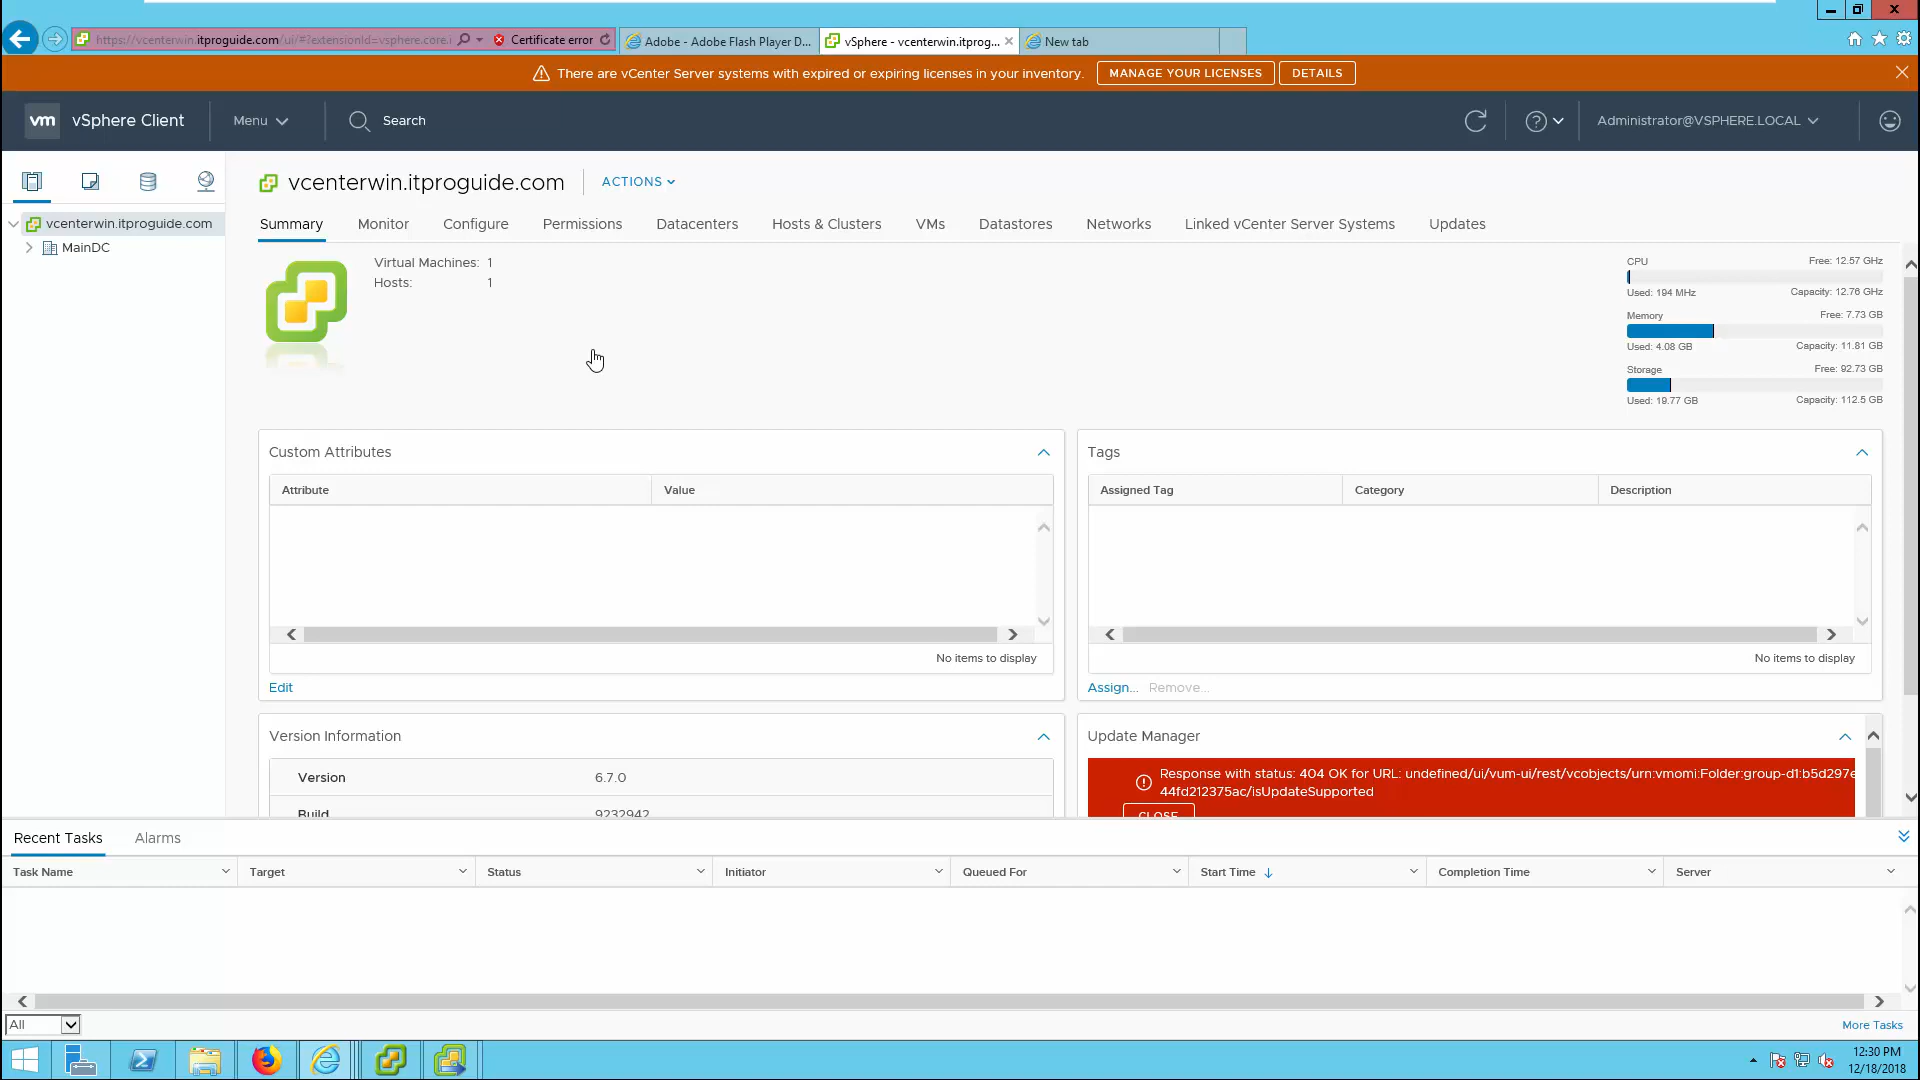 https://vcenterwin.itproguide.com/ui/#?extensionId=vsphere.core.i
Certificate error
Adobe - Adobe Flash Player D...
vSphere - vcenterwin.itprog...
New tab
There are vCenter Server systems with expired or expiring licenses in your inventory.
MANAGE YOUR LICENSES
DETAILS
vm
vSphere Client
Menu
Search
Administrator@VSPHERE.LOCAL
vcenterwin.itproguide.com
MainDC
vcenterwin.itproguide.com
ACTIONS
Summary
Monitor
Configure
Permissions
Datacenters
Hosts & Clusters
VMs
Datastores
Networks
Linked vCenter Server Systems
Updates
Virtual Machines: 1
Hosts: 1
CPU
Free: 12.57 GHz
Used: 194 MHz
Capacity: 12.76 GHz
Memory
Free: 7.73 GB
Used: 4.08 GB
Capacity: 11.81 GB
Storage
Free: 92.73 GB
Used: 19.77 GB
Capacity: 112.5 GB
Custom Attributes
Attribute
Value
No items to display
Edit
Tags
Assigned Tag
Category
Description
No items to display
Assign...
Remove...
Version Information
Version
6.7.0
Build
9232942
Update Manager
Response with status: 404 OK for URL: undefined/ui/vum-ui/rest/vcobjects/urn:vmomi:Folder:group-d1:b5d297e
44fd212375ac/isUpdateSupported
CLOSE
Recent Tasks
Alarms
Task Name
Target
Status
Initiator
Queued For
Start Time
Completion Time
Server
All
More Tasks
12:30 PM
12/18/2018